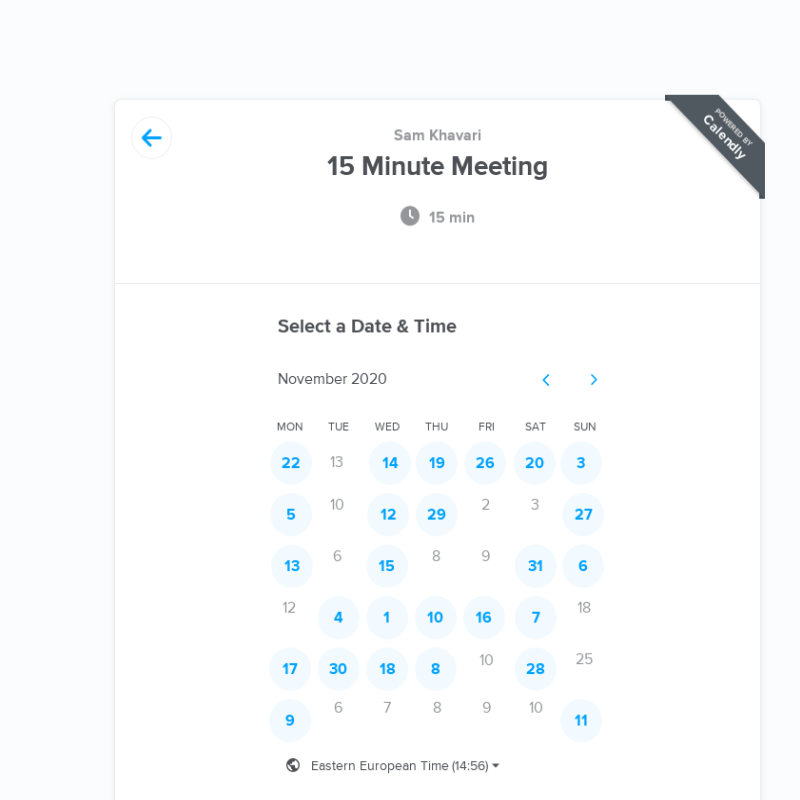 POWERED BY
Calendly
Sam Khavari
15 Minute Meeting
15 min
Select a Date & Time
November 2020
MON TUE WED THU FRI SAT SUN
22 13 14 19 26 20 3
5 10 12 29 2 3 27
13 6 15 8 9 31 6
12 4 1 10 16 7 18
17 30 18 8 10 28 25
9 6 7 8 9 10 11
Eastern European Time (14:56)